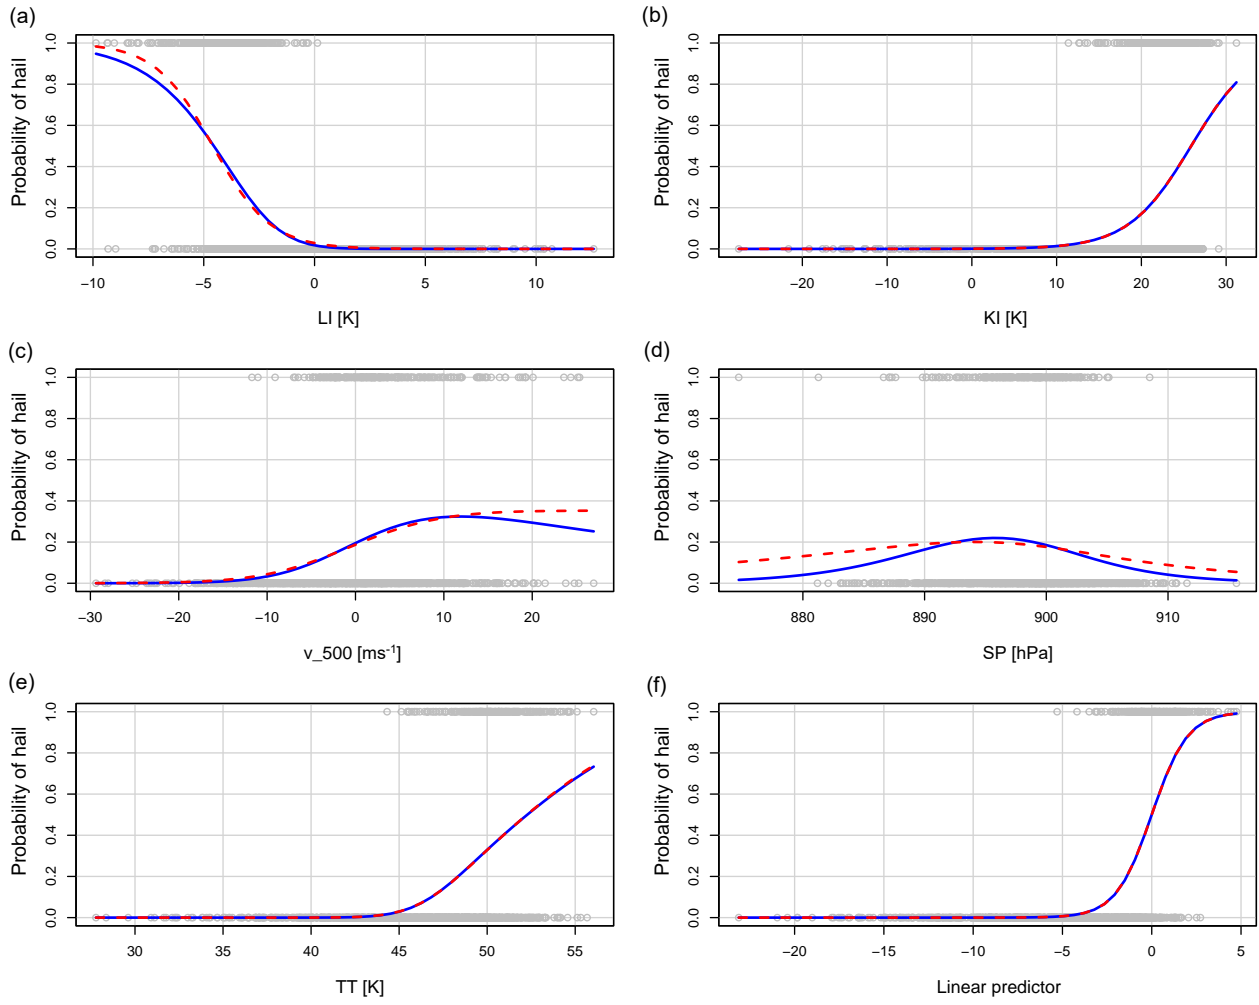 (a)
Probability of hail
1.0
0.8
0.6
0.4
0.2
0.0
−10 −5 0 5 10
LI [K]
(b)
Probability of hail
1.0
0.8
0.6
0.4
0.2
0.0
−20 −10 0 10 20 30
KI [K]
(c)
Probability of hail
1.0
0.8
0.6
0.4
0.2
0.0
−30 −20 −10 0 10 20
v_500 [ms⁻¹]
(d)
Probability of hail
1.0
0.8
0.6
0.4
0.2
0.0
880 890 900 910
SP [hPa]
(e)
Probability of hail
1.0
0.8
0.6
0.4
0.2
0.0
30 35 40 45 50 55
TT [K]
(f)
Probability of hail
1.0
0.8
0.6
0.4
0.2
0.0
−20 −15 −10 −5 0 5
Linear predictor